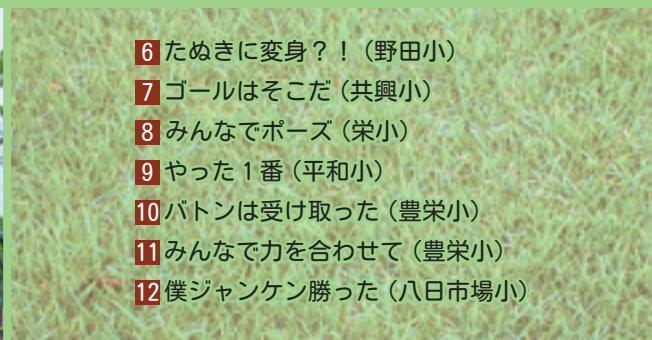 6 たぬきに変身?!(野田小)
7 ゴールはそこだ(共興小)
8 みんなでポーズ(栄小)
9 やった1番(平和小)
10 バトンは受け取った(豊栄小)
11 みんなで力を合わせて(豊栄小)
12 僕ジャンケン勝った(八日市場小)